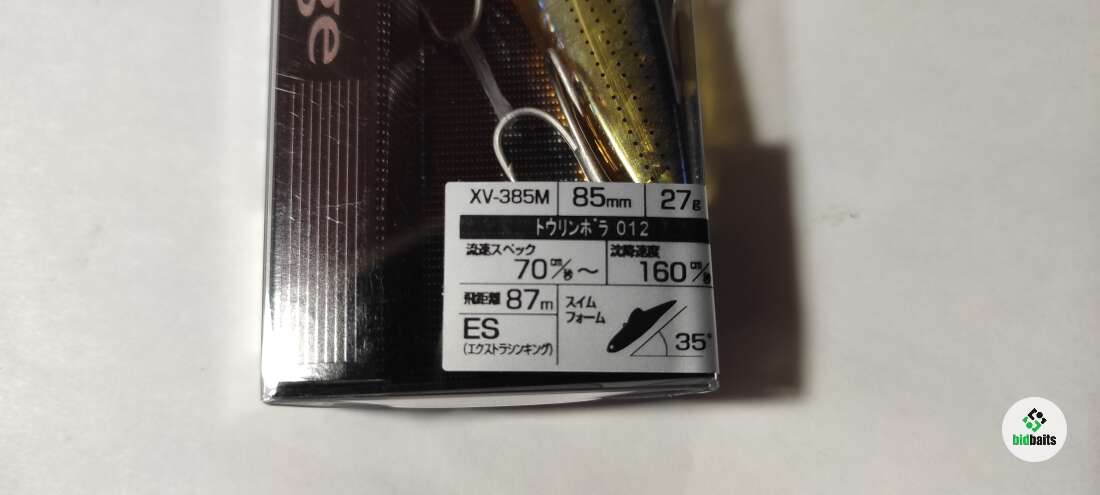 XV-385M 85mm 27g
トウリンボラ 012
流速スペック 70cm/秒～ 沈降速度 160cm/秒
飛距離 87m スイム
フォーム
ES
(エクストラシンキング) 35°
bidbaits